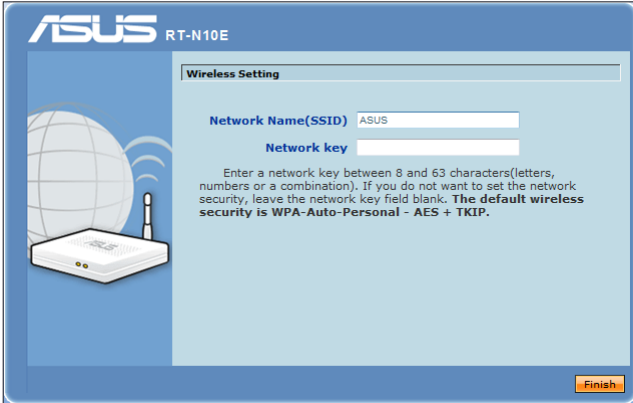 ASUS RT-N10E
Wireless Setting
Network Name(SSID) ASUS
Network key
Enter a network key between 8 and 63 characters(letters,
numbers or a combination). If you do not want to set the network
security, leave the network key field blank. The default wireless
security is WPA-Auto-Personal - AES + TKIP.
ASUS
Finish